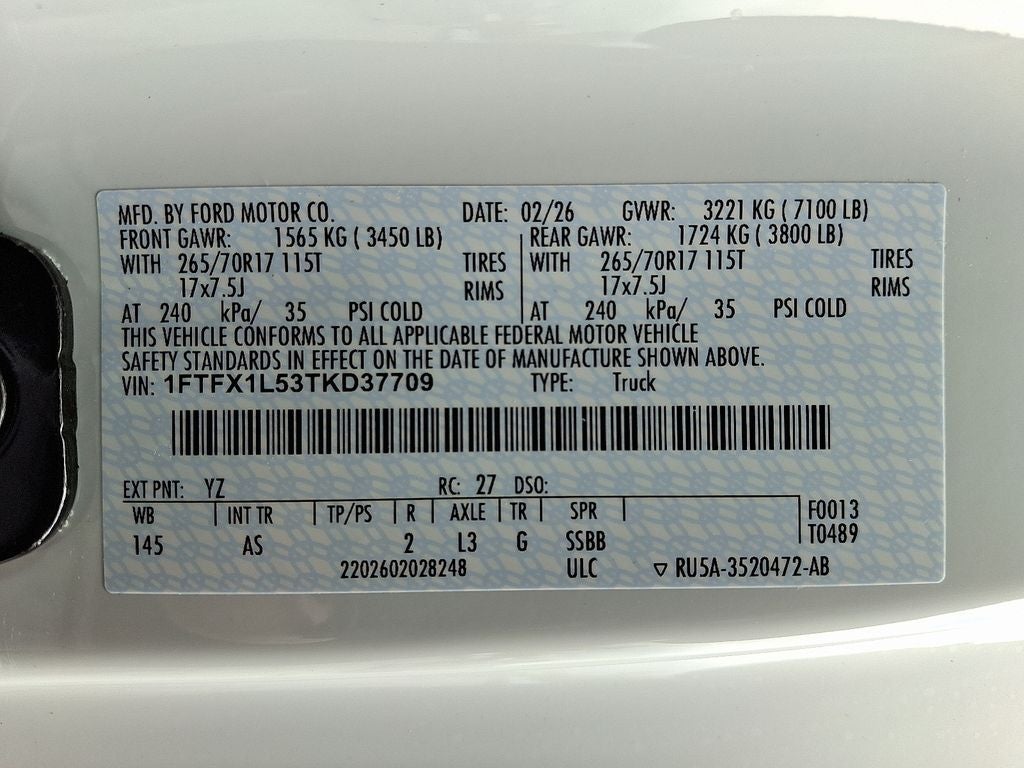 MFD. BY FORD MOTOR CO. DATE: 02/26 GVWR: 3221 KG ( 7100 LB)
FRONT GAWR: 1565 KG ( 3450 LB) REAR GAWR: 1724 KG ( 3800 LB)
WITH 265/70R17 115T TIRES WITH 265/70R17 115T TIRES
17x7.5J RIMS 17x7.5J RIMS
AT 240 kPa/ 35 PSI COLD AT 240 kPa/ 35 PSI COLD
THIS VEHICLE CONFORMS TO ALL APPLICABLE FEDERAL MOTOR VEHICLE
SAFETY STANDARDS IN EFFECT ON THE DATE OF MANUFACTURE SHOWN ABOVE.
VIN: 1FTFX1L53TKD37709 TYPE: Truck
EXT PNT: YZ RC: 27 DSO:
WB INT TR TP/PS R AXLE TR SPR F0013
145 AS 2 L3 G SSBB T0489
2202602028248 ULC ▽ RU5A-3520472-AB